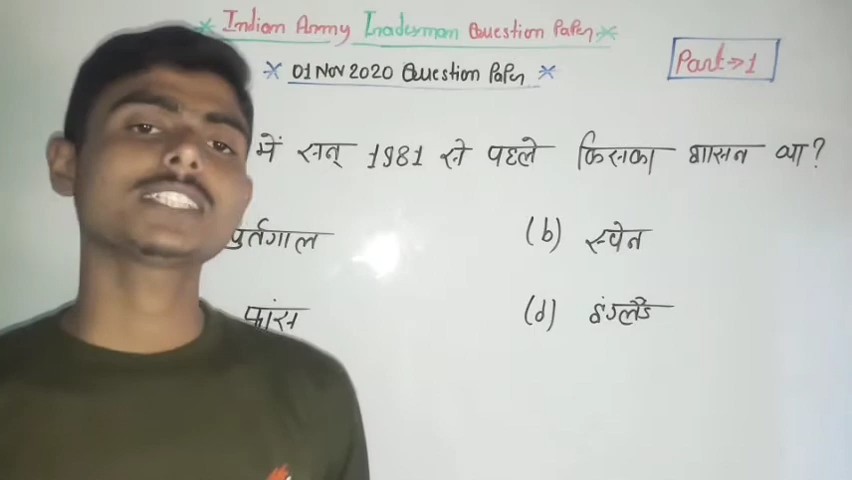 Indian Army Tradesman Question Paper
01 Nov 2020 Question Paper
Part → 1
में सन् 1981 से पहले किसका शासन था?
पुर्तगाल (b) स्पेन
फ्रांस (d) इंग्लैंड